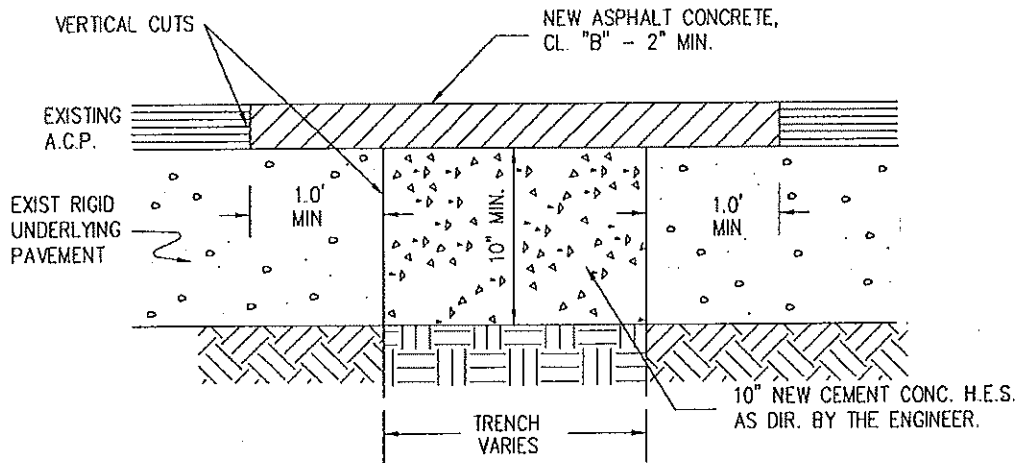 VERTICAL CUTS
NEW ASPHALT CONCRETE,
CL. "B" - 2" MIN.
EXISTING
A.C.P.
EXIST RIGID
UNDERLYING
PAVEMENT
1.0'
MIN
10" MIN.
1.0'
MIN
10" NEW CEMENT CONC. H.E.S.
AS DIR. BY THE ENGINEER.
TRENCH
VARIES